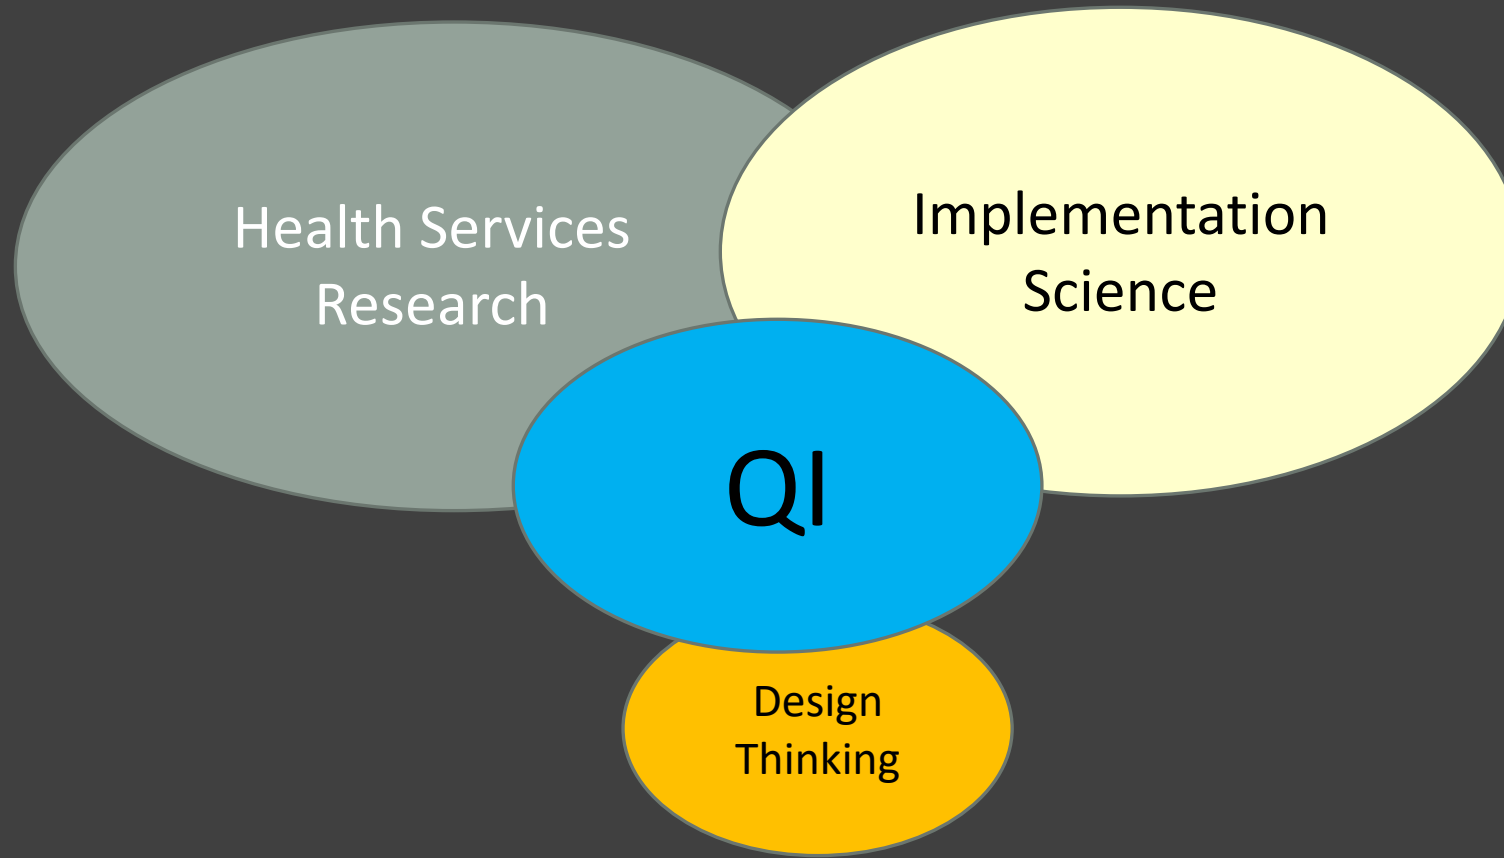 Health Services
Research
Implementation
Science
QI
Design
Thinking